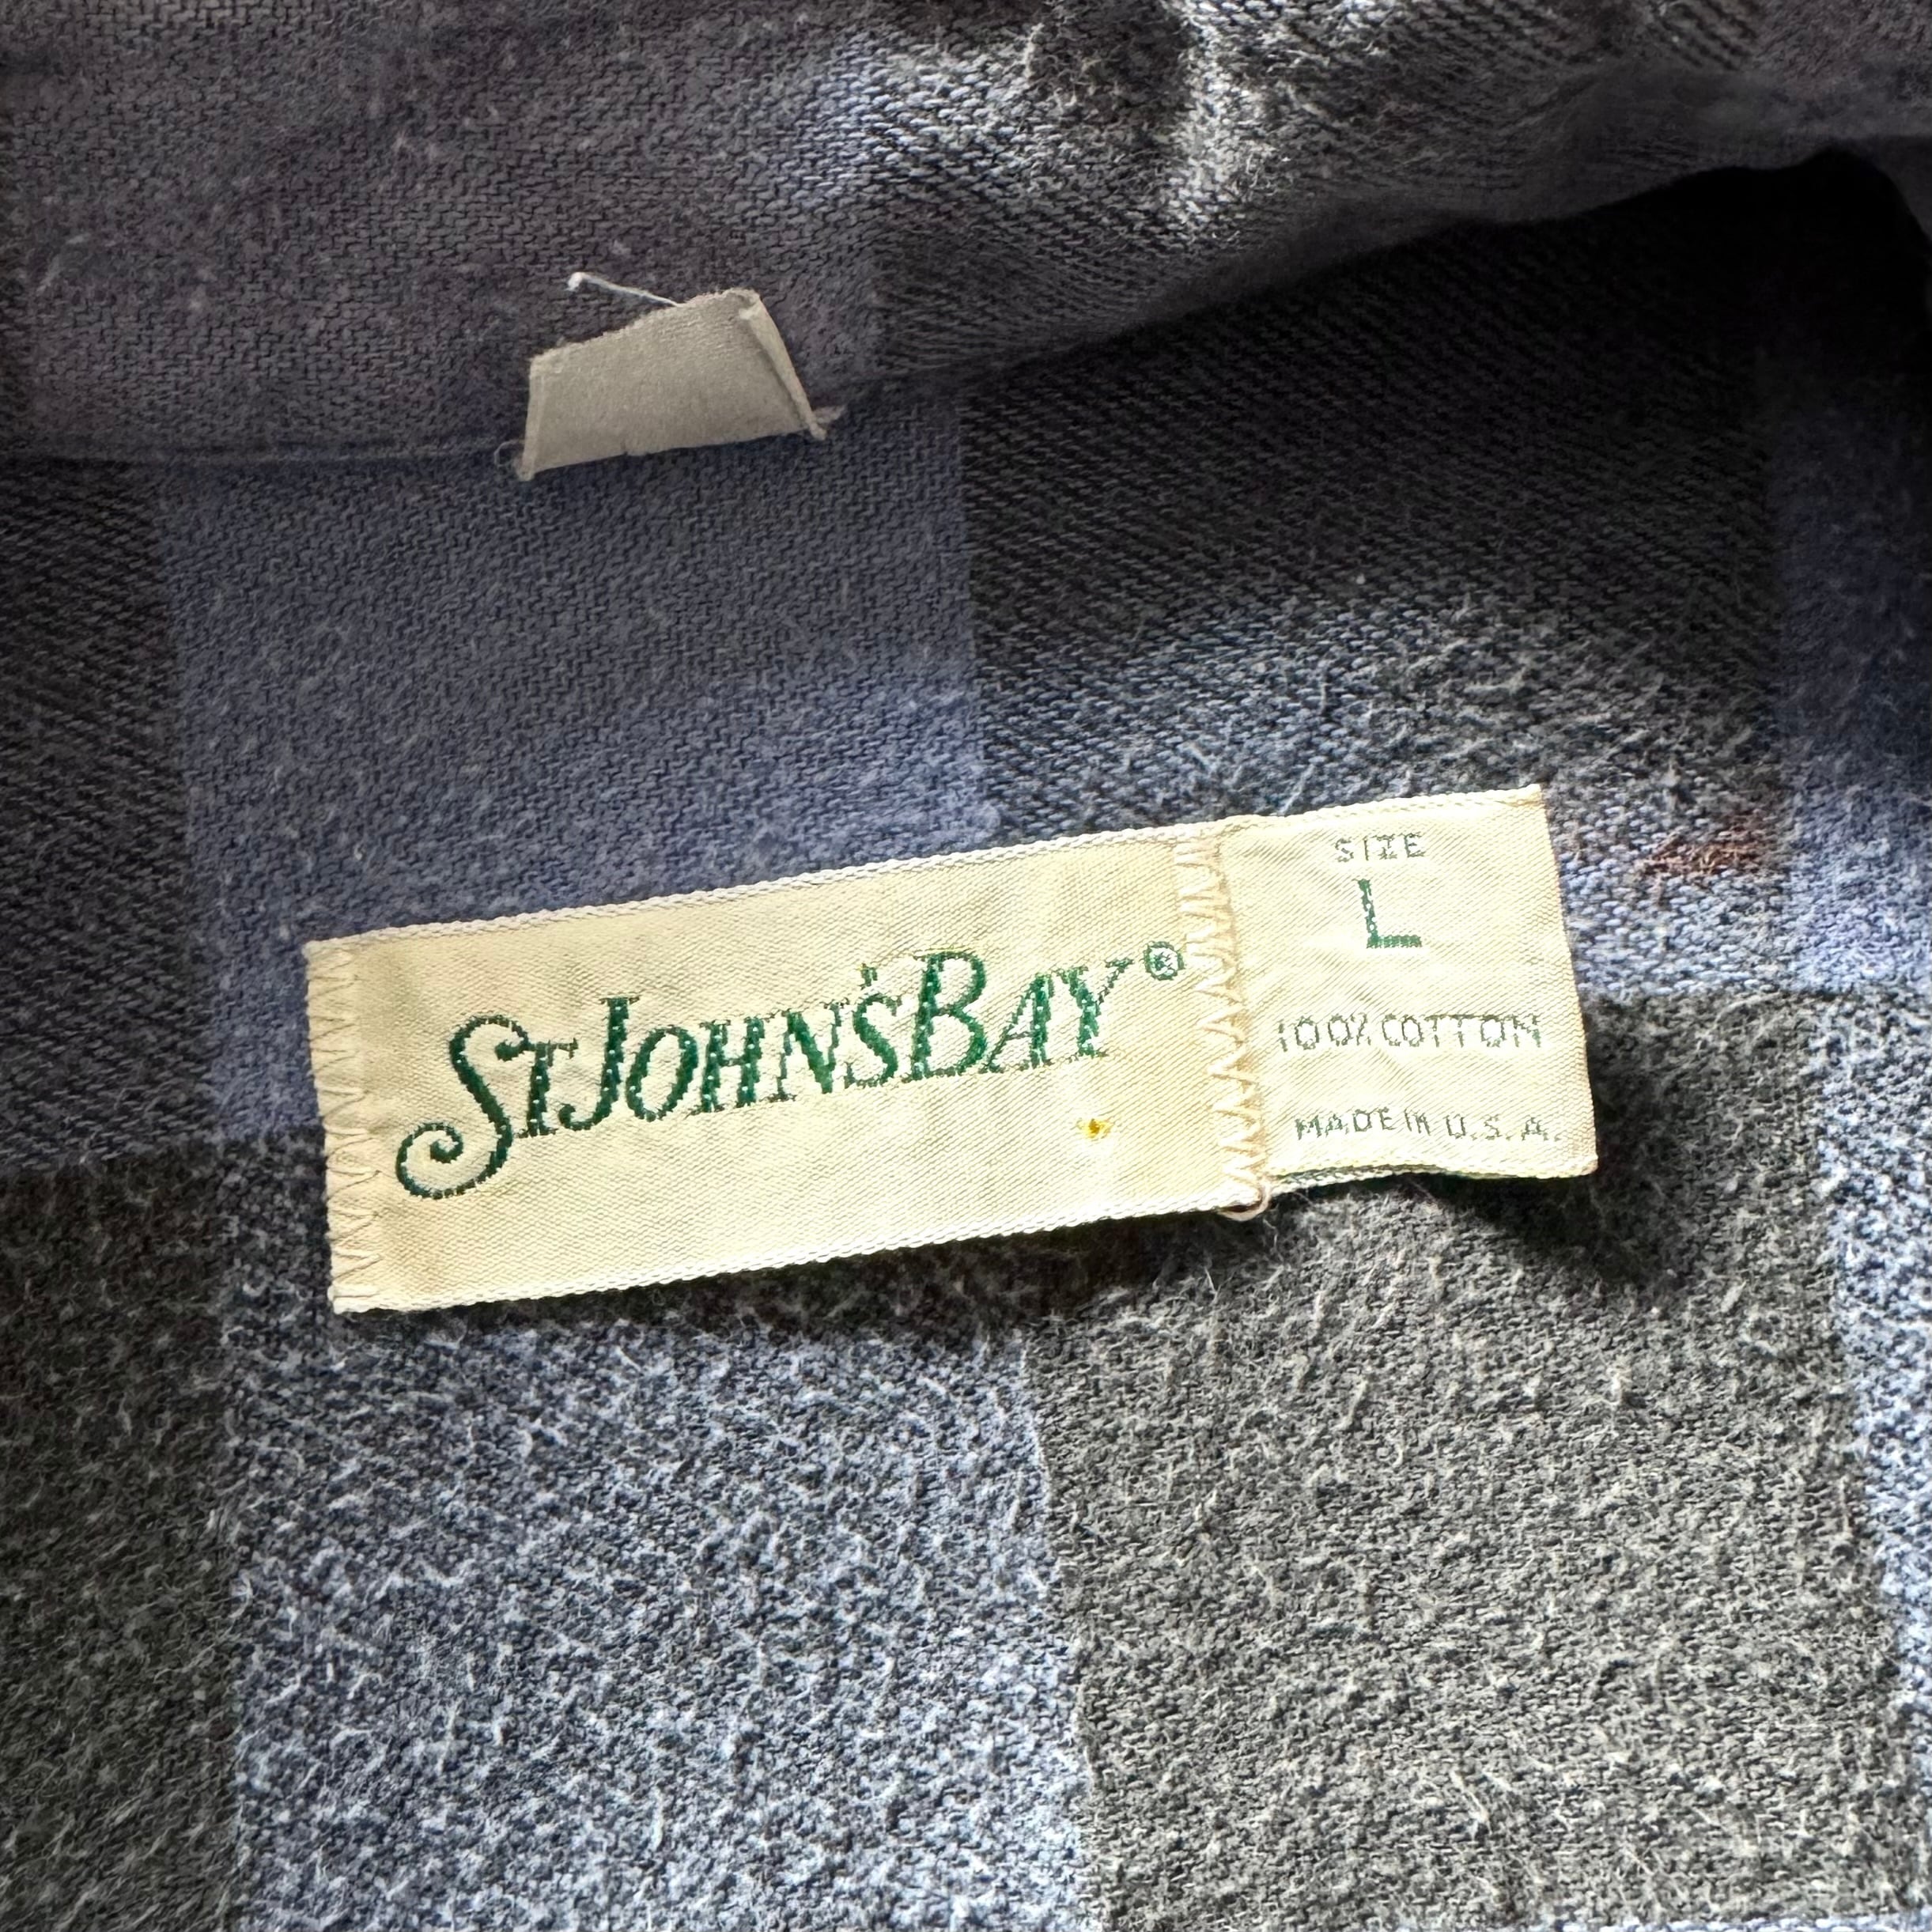 ST JOHN'S BAY®
SIZE
L
100% COTTON
MADE IN U.S.A.